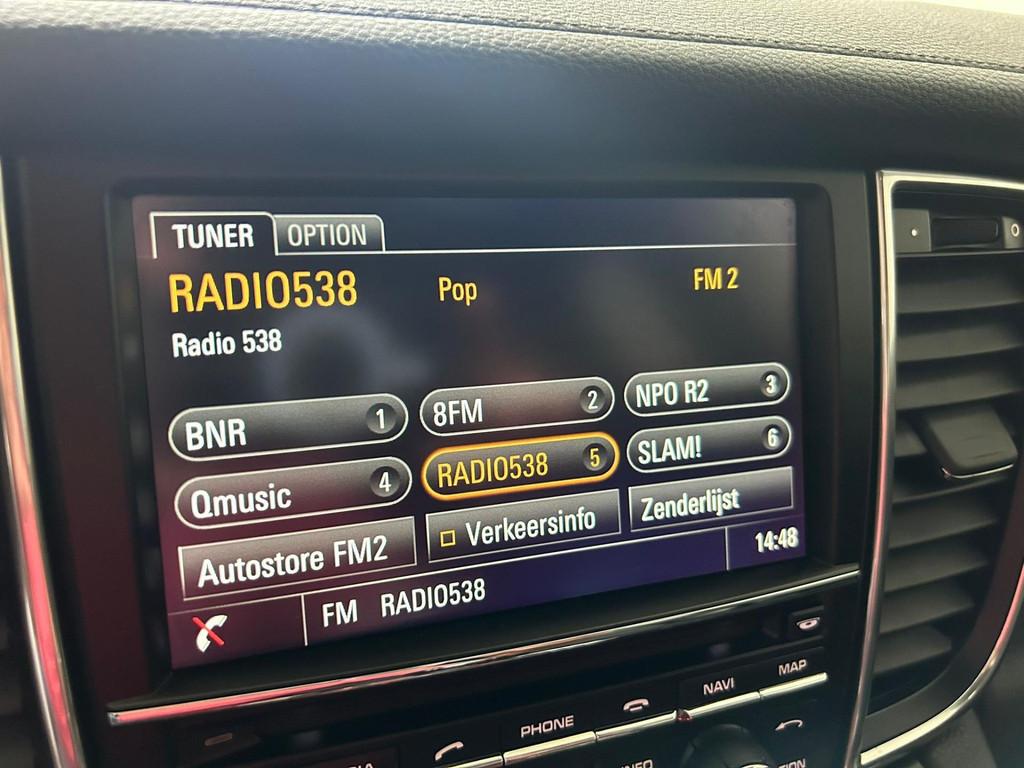 TUNER OPTION
RADIO538 Pop FM 2
Radio 538
BNR 1 8FM 2 NPO R2 3
Qmusic 4 RADIO538 5 SLAM! 6
Autostore FM2 Verkeersinfo Zenderlijst
FM RADIO538 14:48
PHONE NAVI MAP